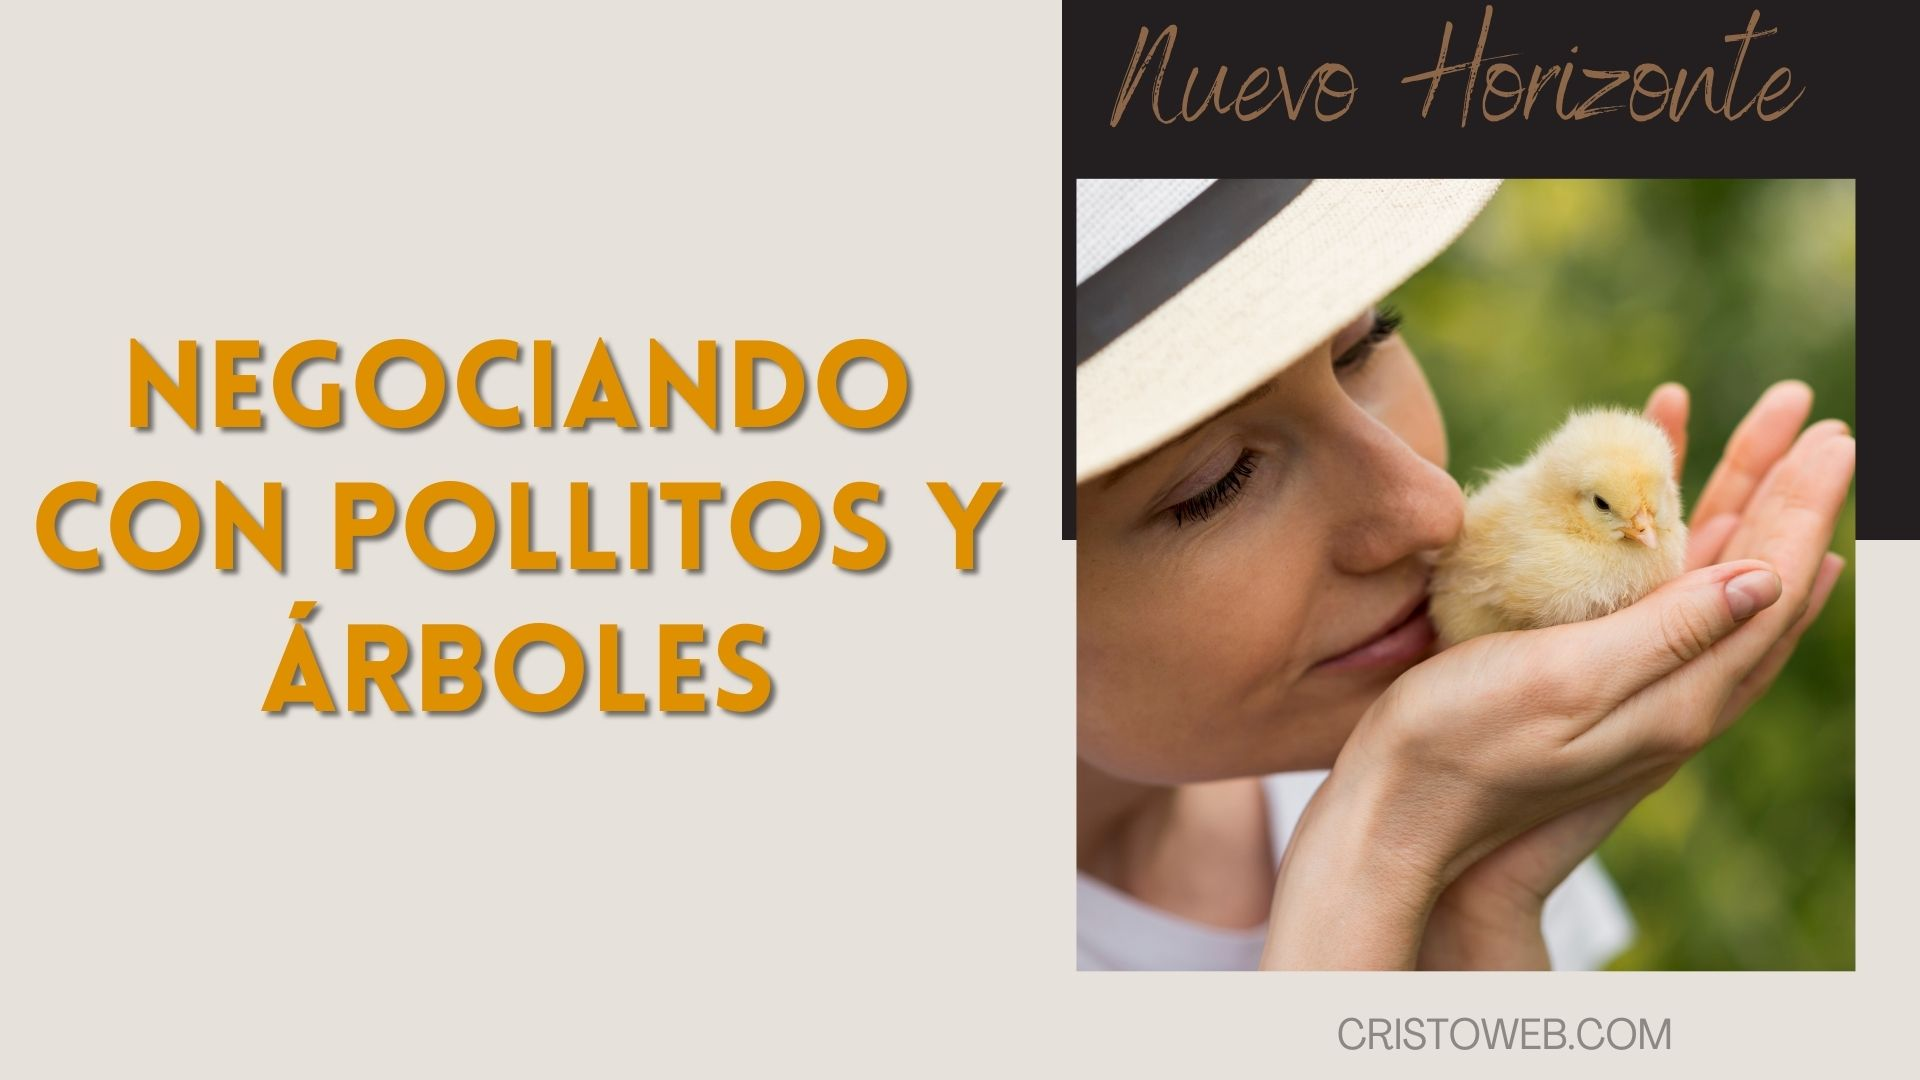 Nuevo Horizonte
NEGOCIANDO
CON POLLITOS Y
ÁRBOLES
CRISTOWEB.COM